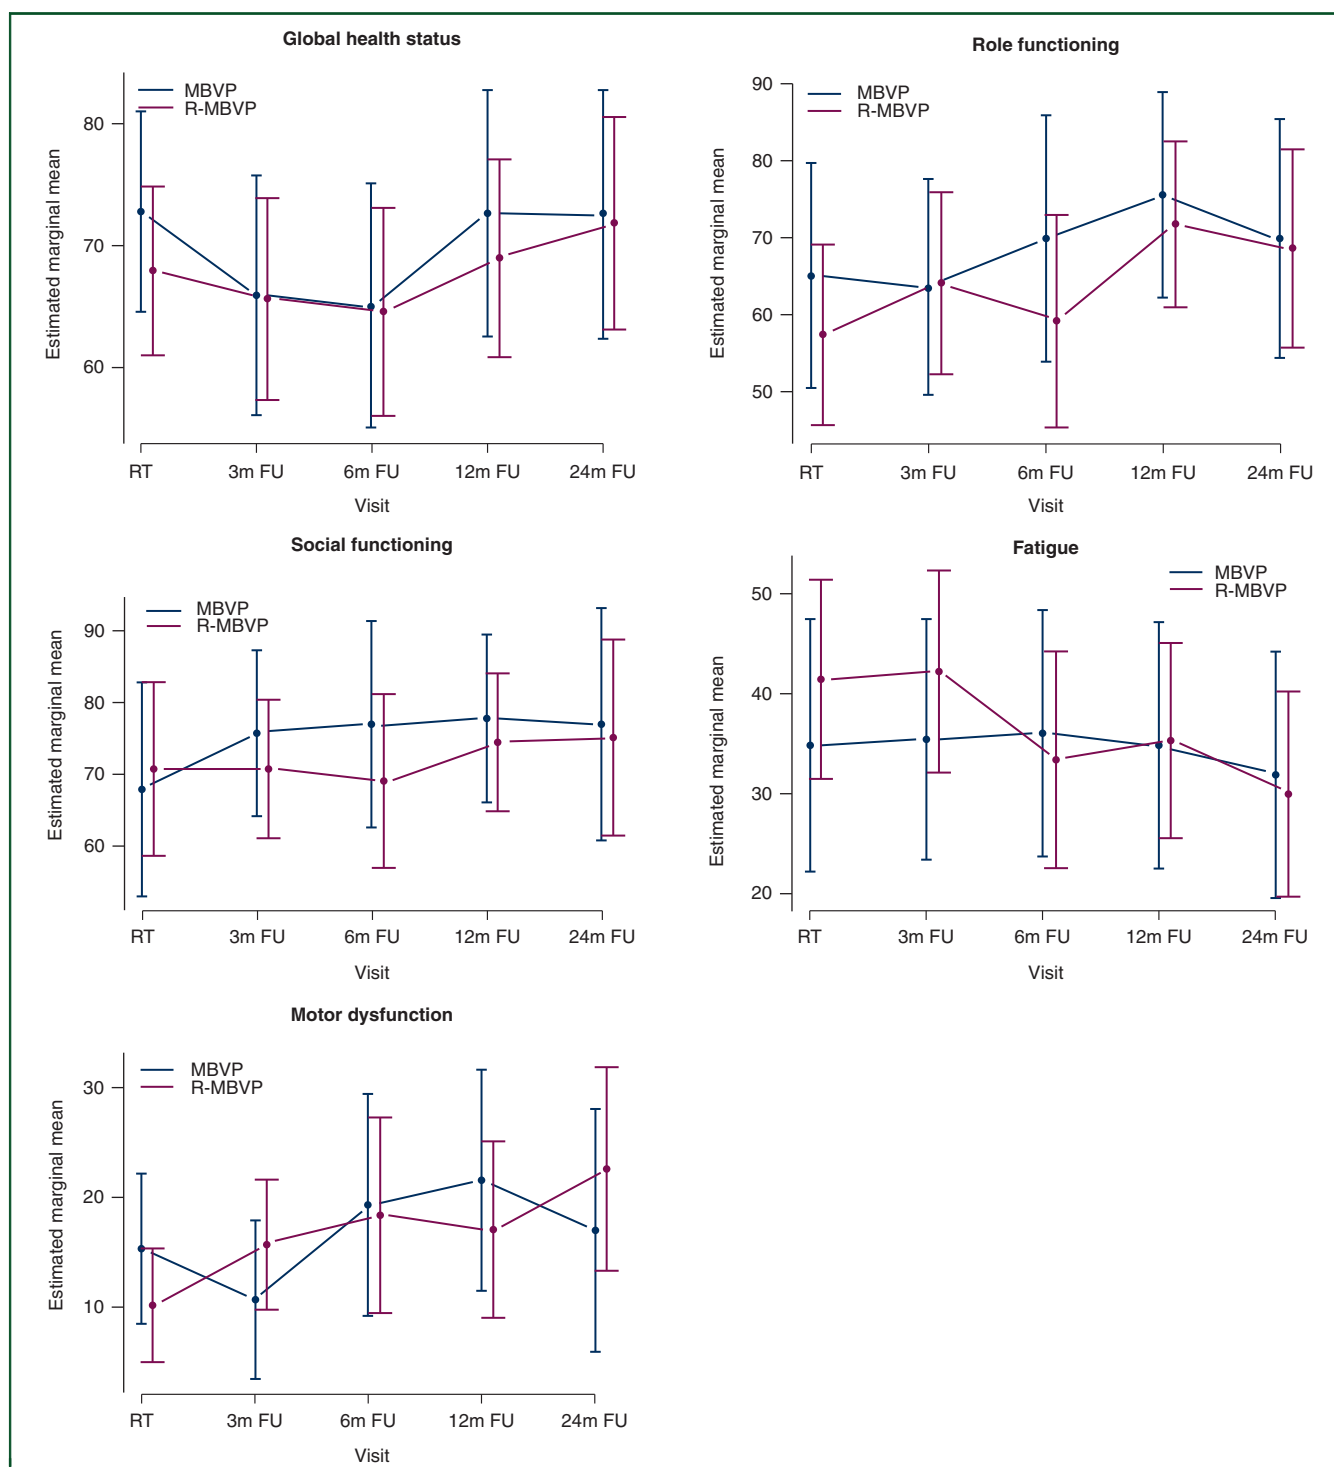 Global health status
MBVP
R-MBVP
Estimated marginal mean
80
70
60
RT 3m FU 6m FU 12m FU 24m FU
Visit
Role functioning
MBVP
R-MBVP
Estimated marginal mean
90
80
70
60
50
RT 3m FU 6m FU 12m FU 24m FU
Visit
Social functioning
MBVP
R-MBVP
Estimated marginal mean
90
80
70
60
RT 3m FU 6m FU 12m FU 24m FU
Visit
Fatigue
MBVP
R-MBVP
Estimated marginal mean
50
40
30
20
RT 3m FU 6m FU 12m FU 24m FU
Visit
Motor dysfunction
MBVP
R-MBVP
Estimated marginal mean
30
20
10
RT 3m FU 6m FU 12m FU 24m FU
Visit